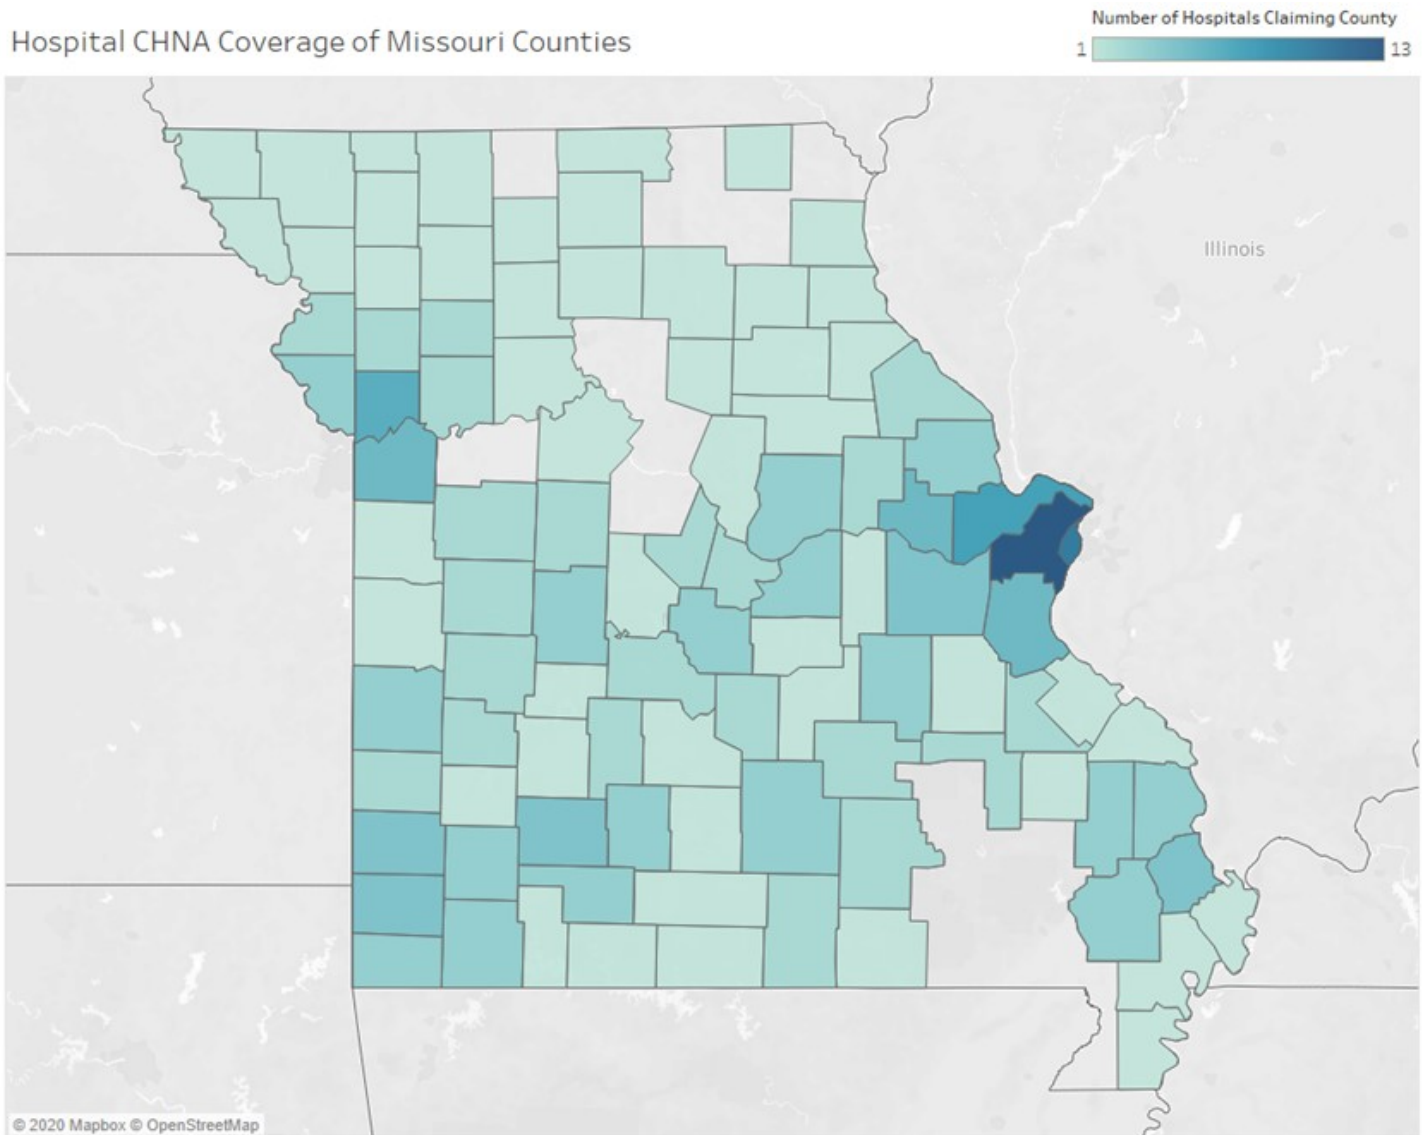 Number of Hospitals Claiming County
Hospital CHNA Coverage of Missouri Counties
1
13
Illinois
© 2020 Mapbox © OpenStreetMap